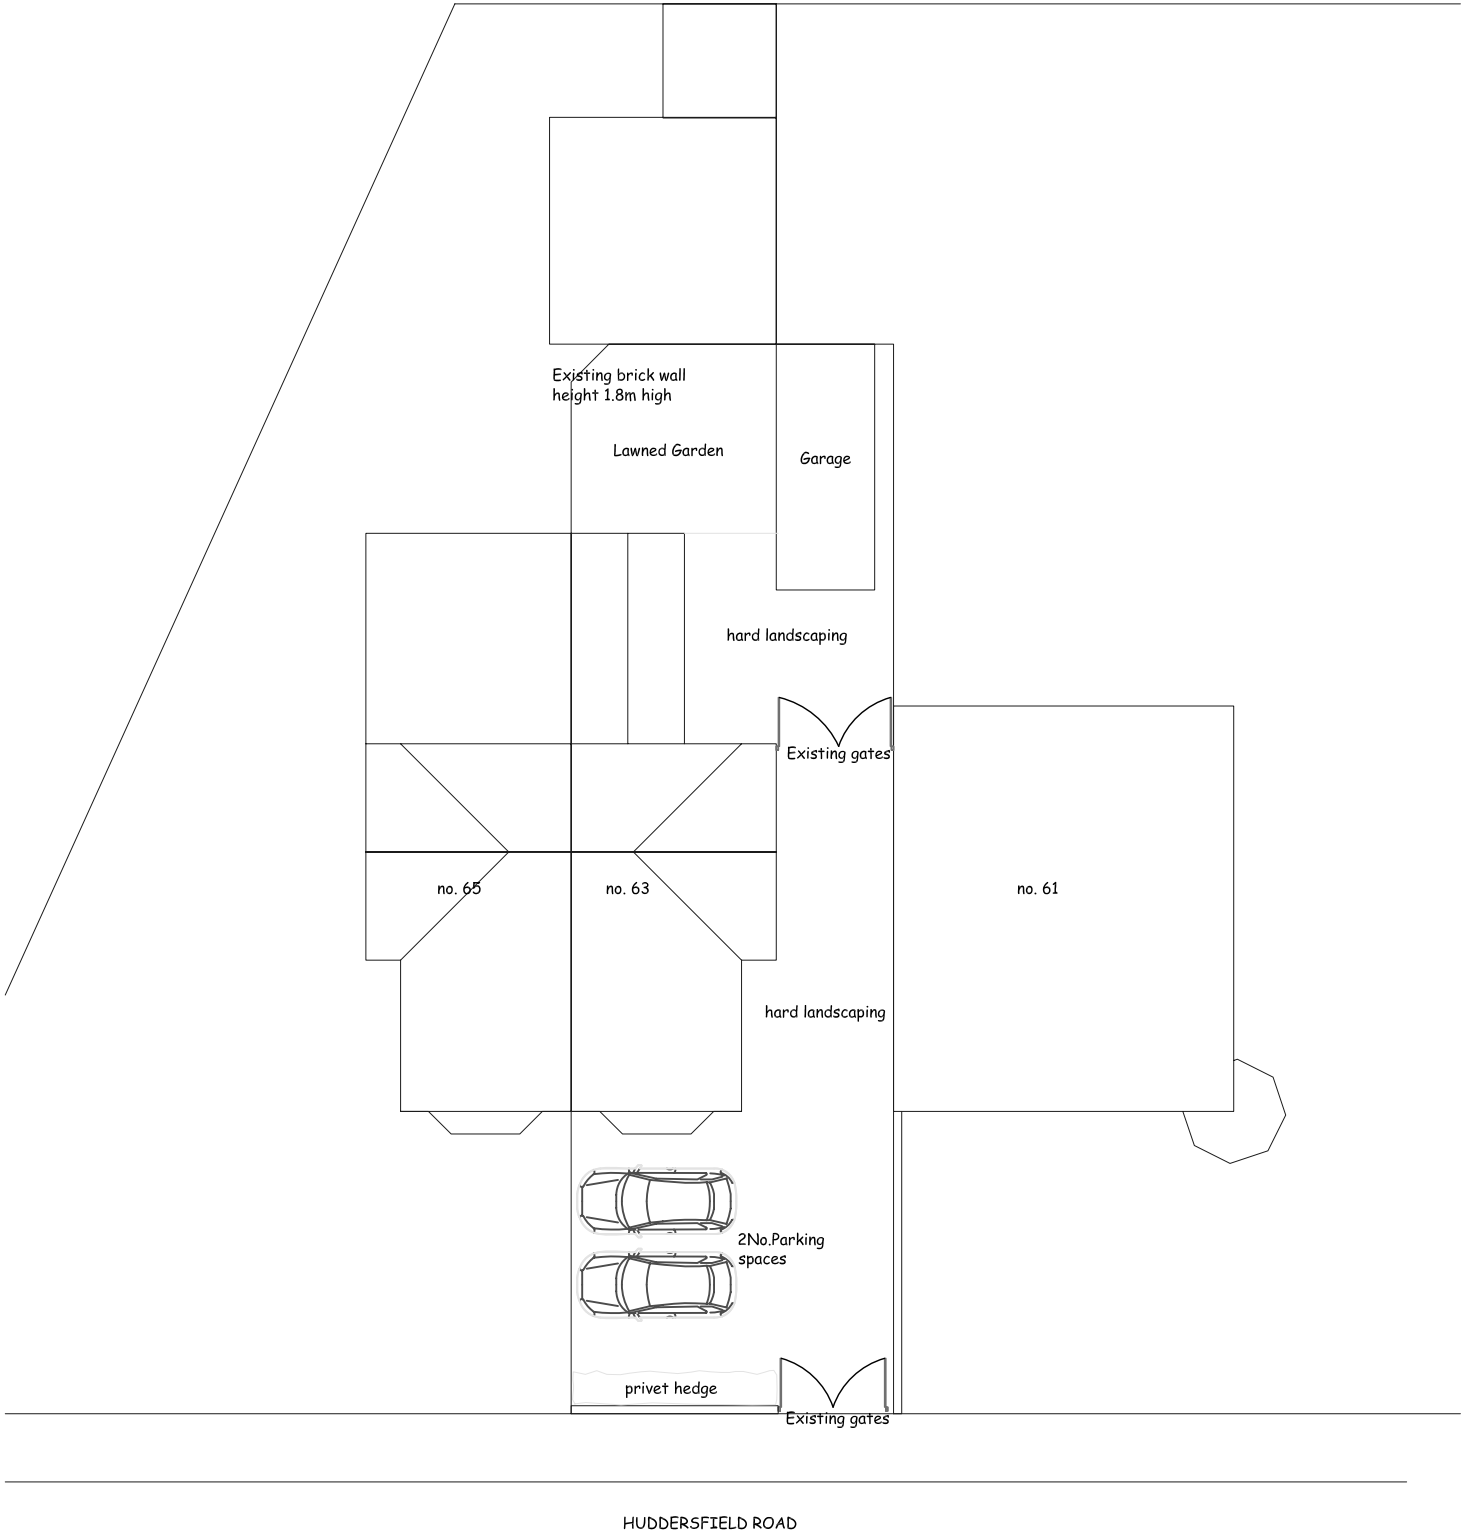 Existing brick wall
height 1.8m high
Lawned Garden
Garage
hard landscaping
Existing gates
no. 65
no. 63
no. 61
hard landscaping
2No.Parking
spaces
privet hedge
Existing gates
HUDDERSFIELD ROAD